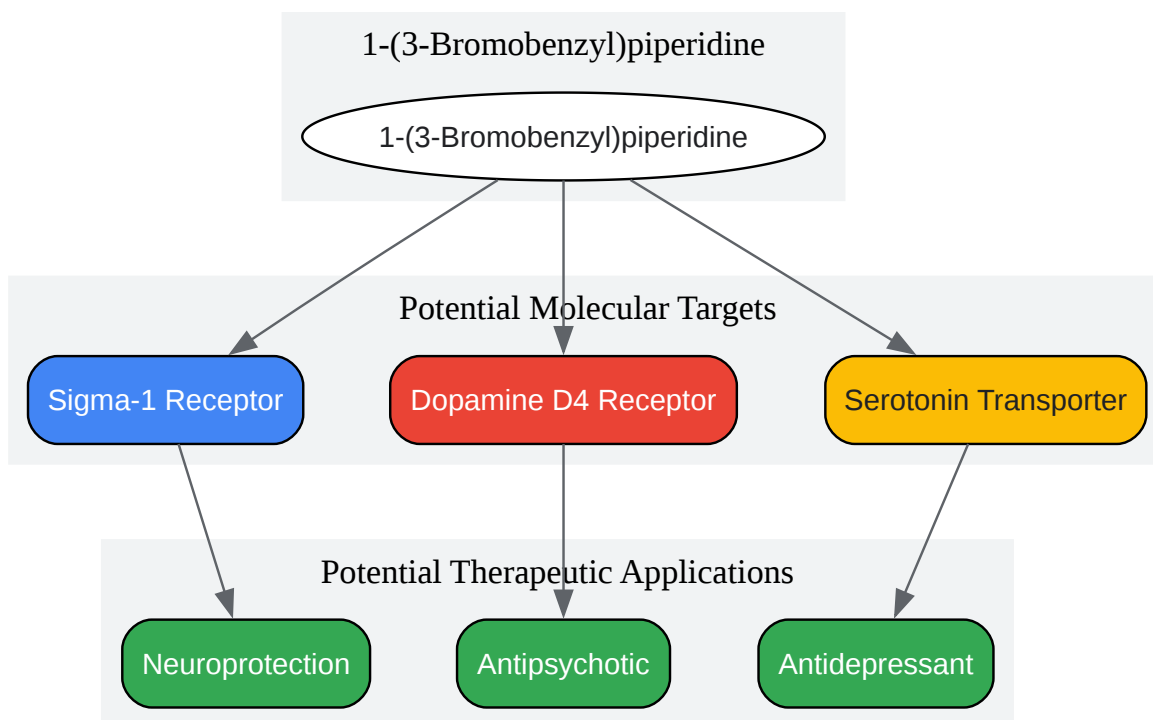 1-(3-Bromobenzyl)piperidine
1-(3-Bromobenzyl)piperidine
Potential Molecular Targets
Sigma-1 Receptor
Dopamine D4 Receptor
Serotonin Transporter
Potential Therapeutic Applications
Neuroprotection
Antipsychotic
Antidepressant